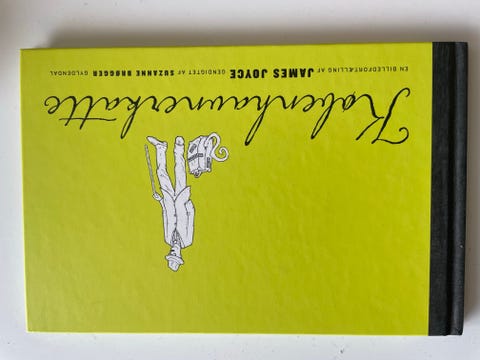 Københavnerkatte
EN BILLEDFORTÆLLING AF JAMES JOYCE GENDIGTET AF SUZANNE BRØGGER GYLDENDAL